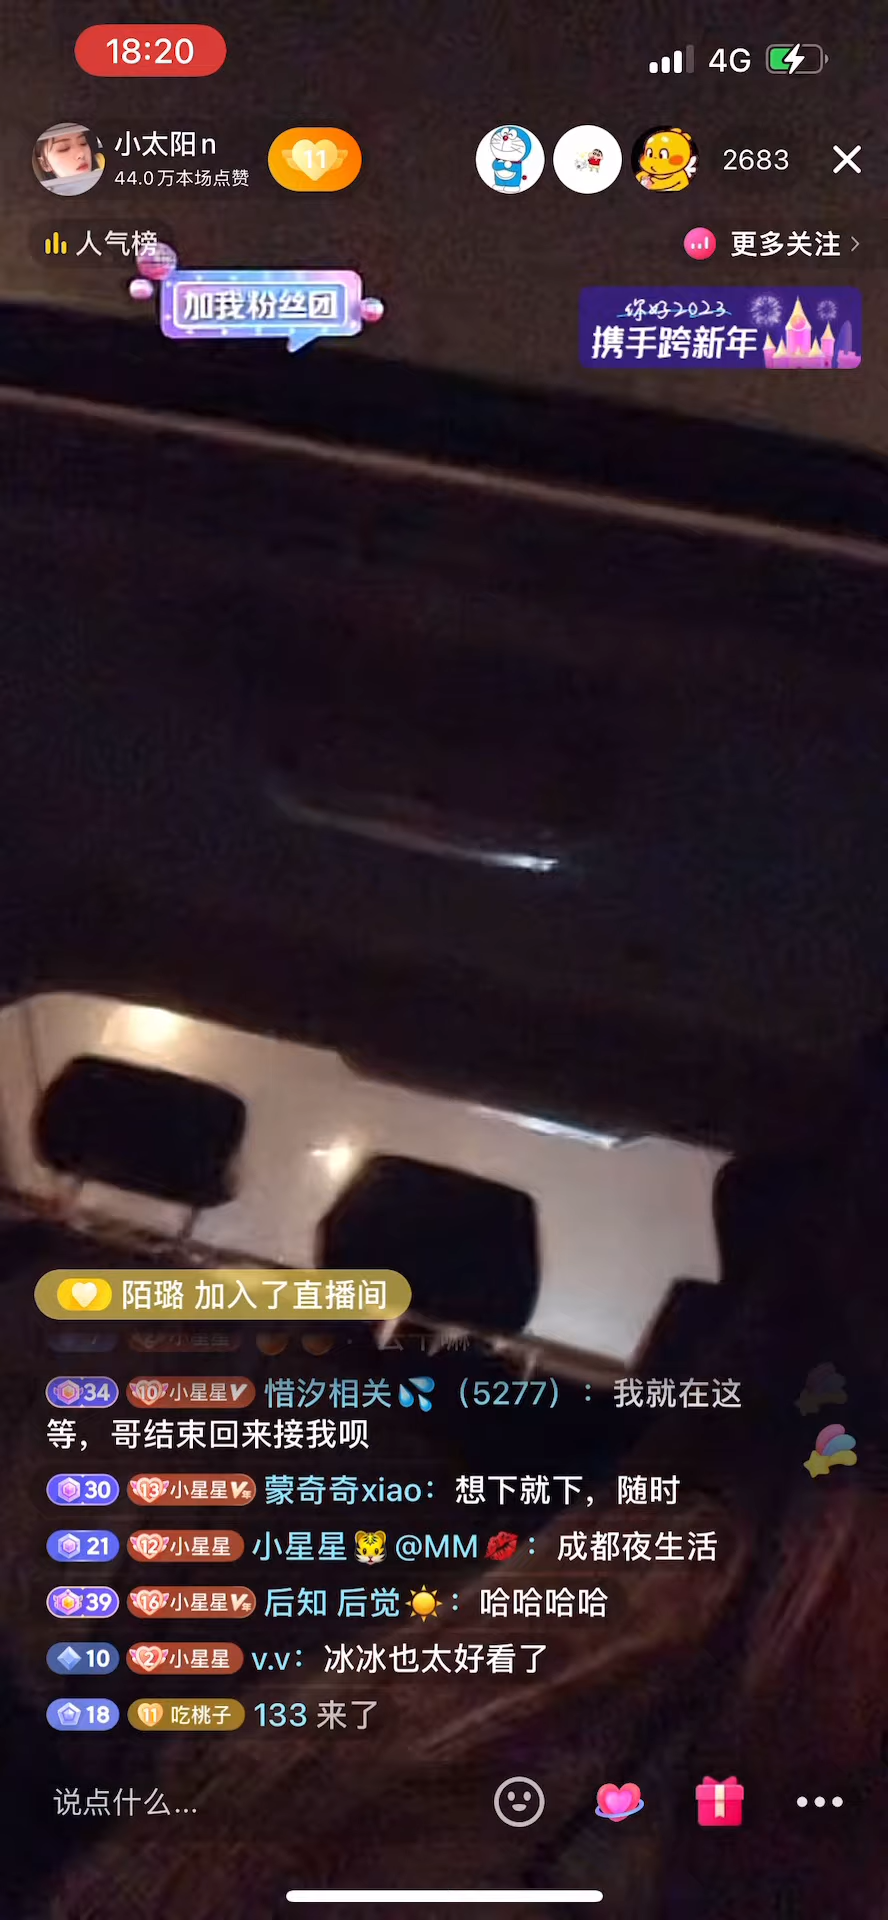 18:20
4G
小太阳n
44.0万本场点赞
11
2683
人气榜
更多关注
加我粉丝团
你好2023
携手跨新年
陌璐 加入了直播间
34 10 小星星 惜汐相关💦（5277）：我就在这
等，哥结束回来接我呗
30 13 小星星 蒙奇奇xiao：想下就下，随时
21 12 小星星 小星星🐯@MM💋：成都夜生活
39 16 小星星 后知 后觉☀️：哈哈哈哈
10 2 小星星 v.v：冰冰也太好看了
18 11 吃桃子 133 来了
说点什么...